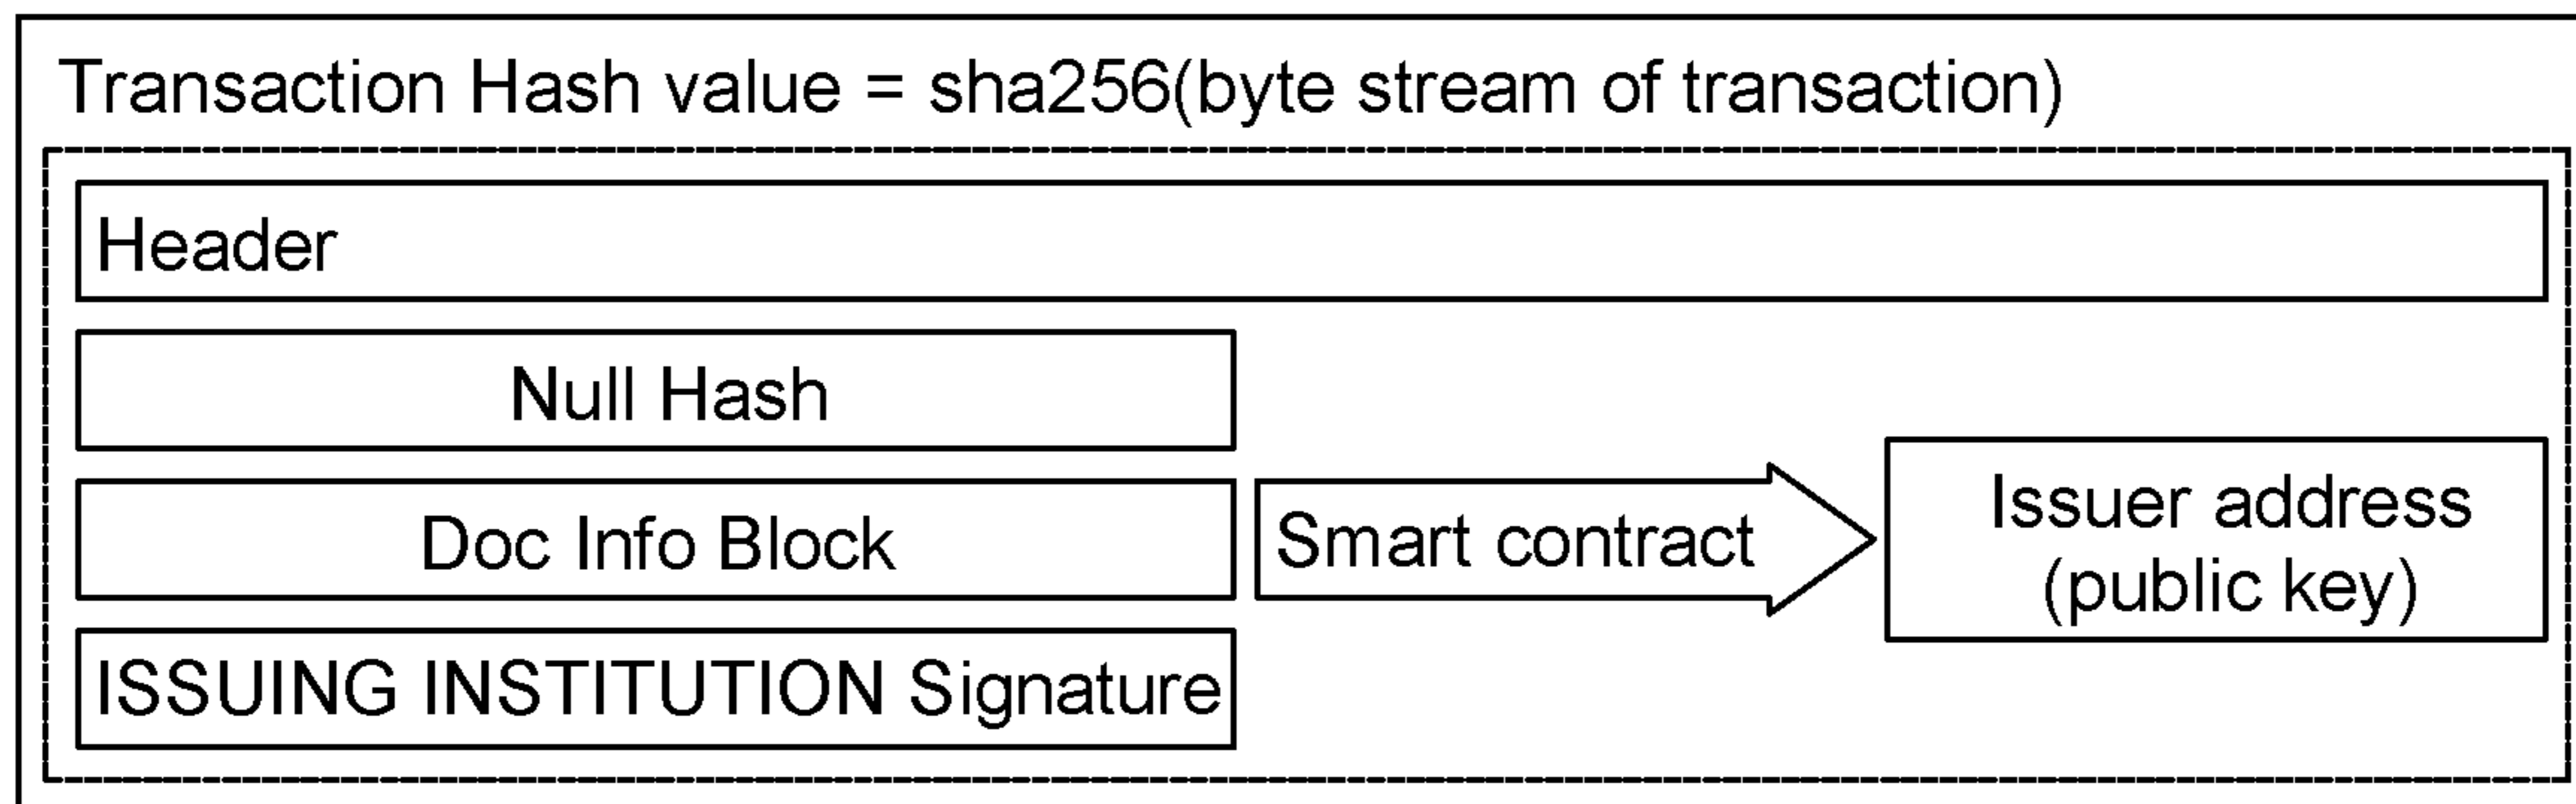 Transaction Hash value = sha256(byte stream of transaction)
Header
Null Hash
Doc Info Block
Smart contract
Issuer address
(public key)
ISSUING INSTITUTION Signature